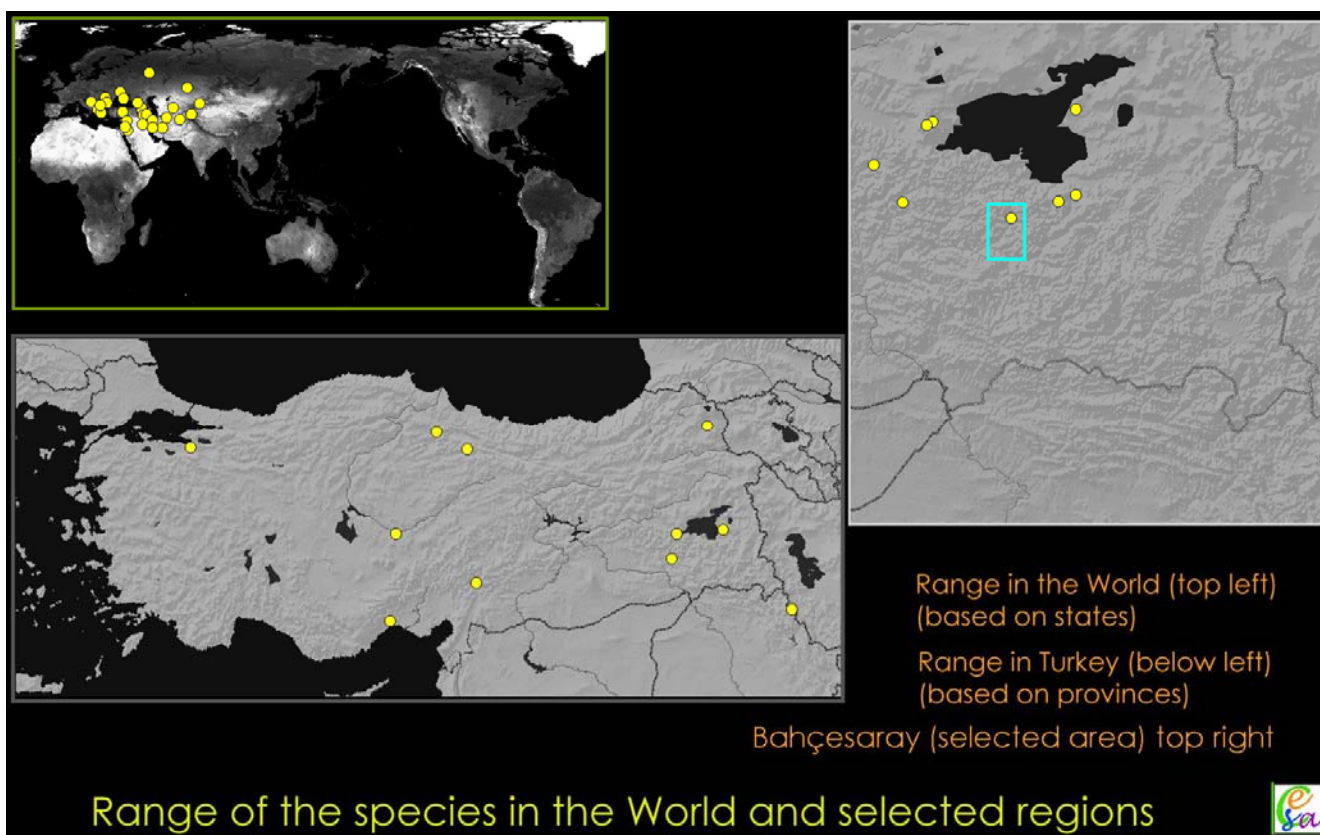 Range in the World (top left)
(based on states)
Range in Turkey (below left)
(based on provinces)
Bahçesaray (selected area) top right
Range of the species in the World and selected regions
esa